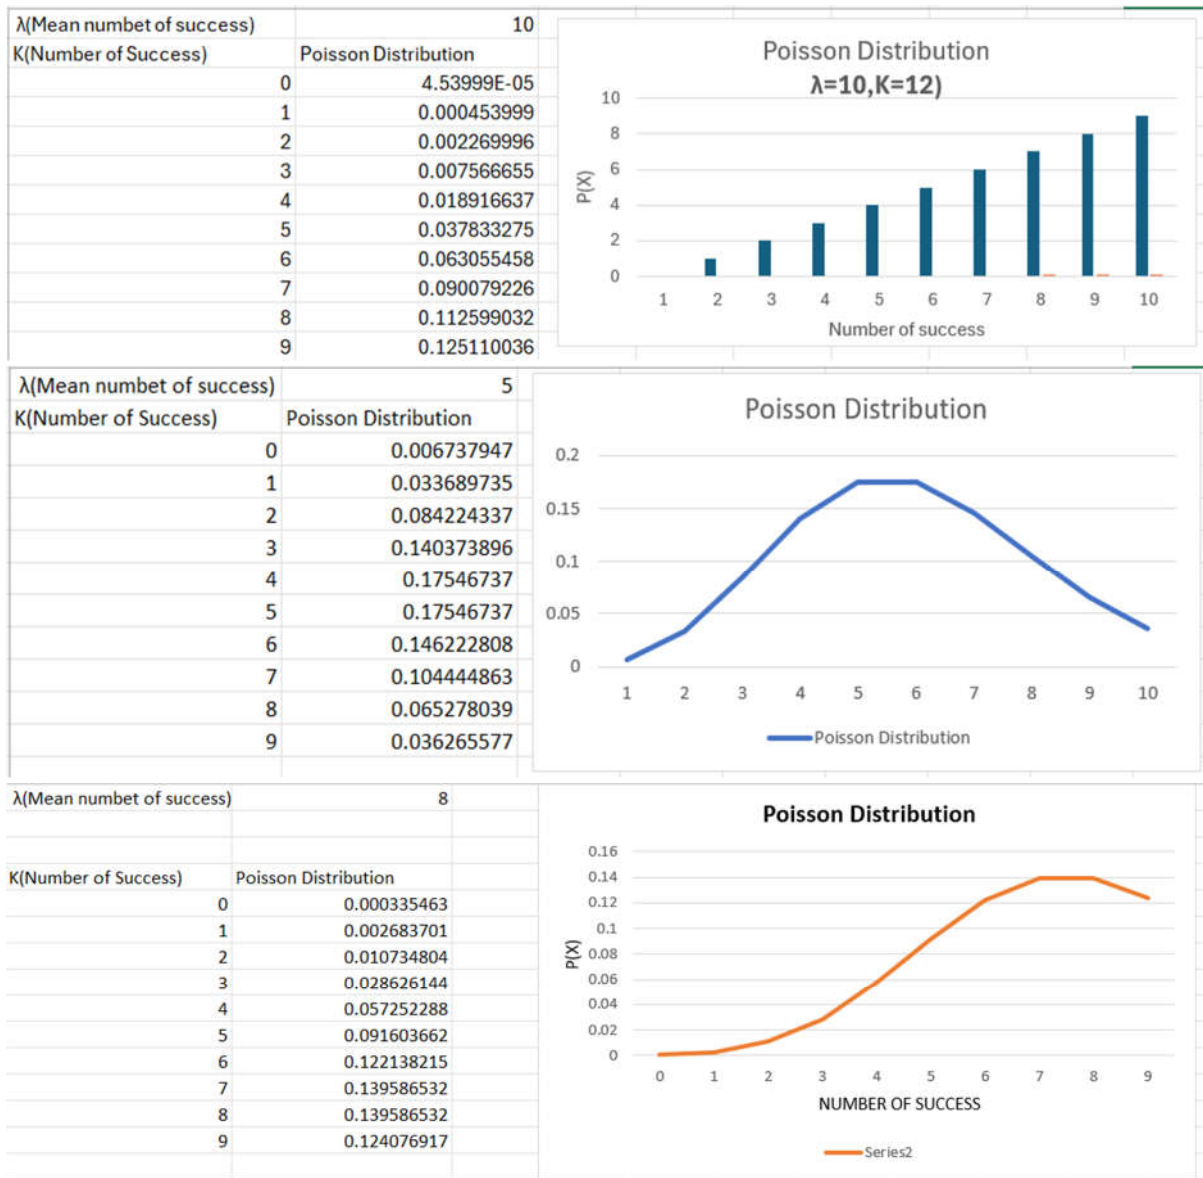 λ(Mean numbet of success) 10
K(Number of Success) Poisson Distribution
0 4.53999E-05
1 0.000453999
2 0.002269996
3 0.007566655
4 0.018916637
5 0.037833275
6 0.063055458
7 0.090079226
8 0.112599032
9 0.125110036
Poisson Distribution
λ=10,K=12)
10
8
6
4
2
0
P(X)
1 2 3 4 5 6 7 8 9 10
Number of success
λ(Mean numbet of success) 5
K(Number of Success) Poisson Distribution
0 0.006737947
1 0.033689735
2 0.084224337
3 0.140373896
4 0.17546737
5 0.17546737
6 0.146222808
7 0.104444863
8 0.065278039
9 0.036265577
Poisson Distribution
0.2
0.15
0.1
0.05
0
1 2 3 4 5 6 7 8 9 10
Poisson Distribution
λ(Mean numbet of success) 8
K(Number of Success) Poisson Distribution
0 0.000335463
1 0.002683701
2 0.010734804
3 0.028626144
4 0.057252288
5 0.091603662
6 0.122138215
7 0.139586532
8 0.139586532
9 0.124076917
Poisson Distribution
0.16
0.14
0.12
0.1
0.08
0.06
0.04
0.02
0
P(X)
0 1 2 3 4 5 6 7 8 9
NUMBER OF SUCCESS
Series2